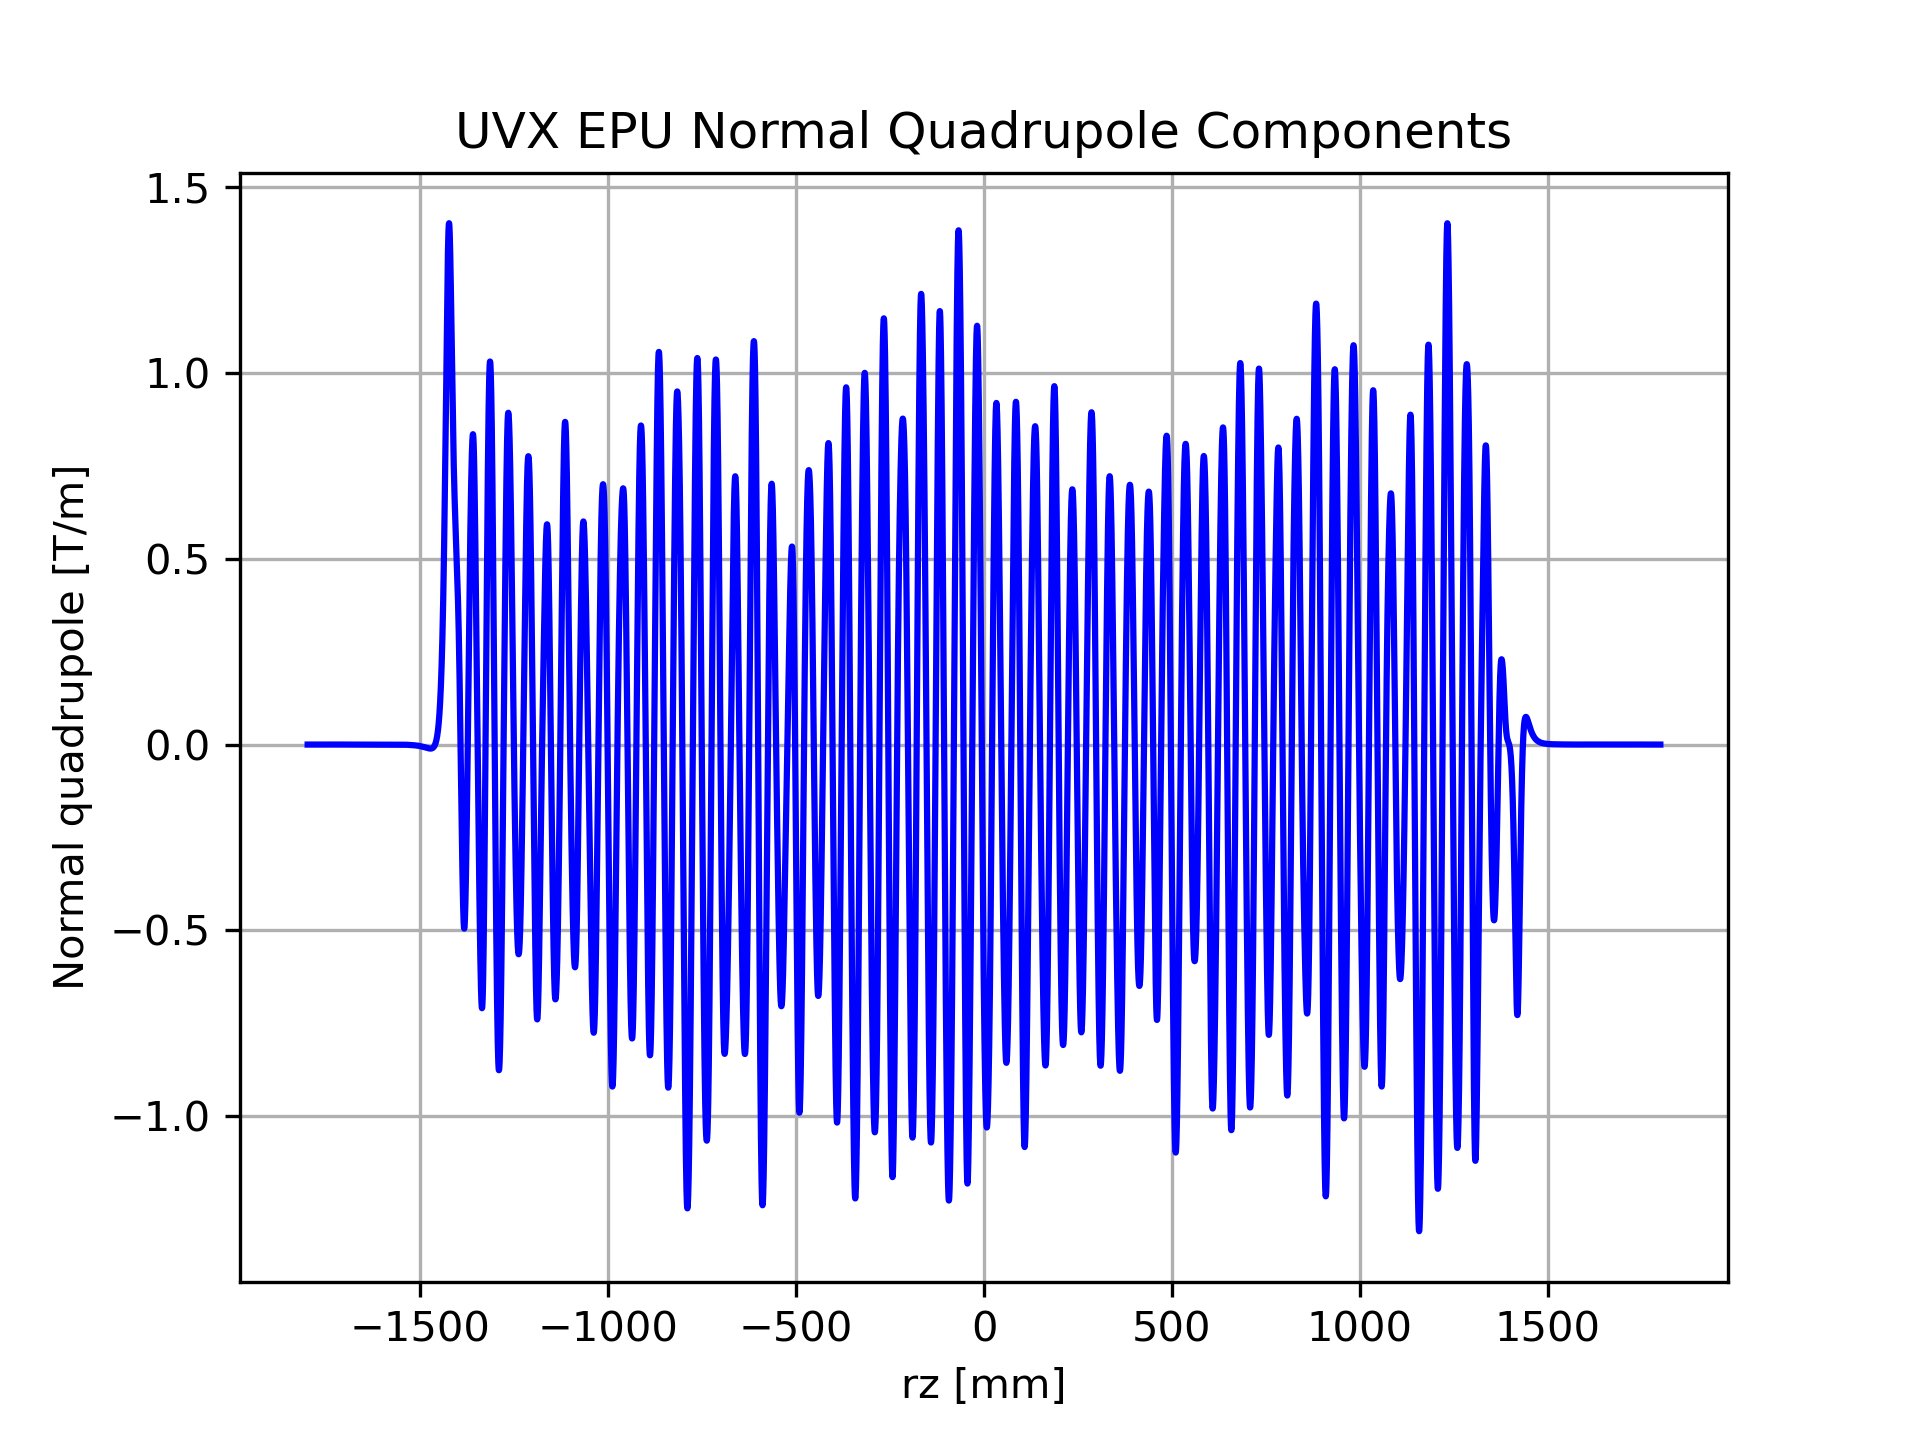 UVX EPU Normal Quadrupole Components
Normal quadrupole [T/m]
1.5
1.0
0.5
0.0
−0.5
−1.0
−1500 −1000 −500 0 500 1000 1500
rz [mm]